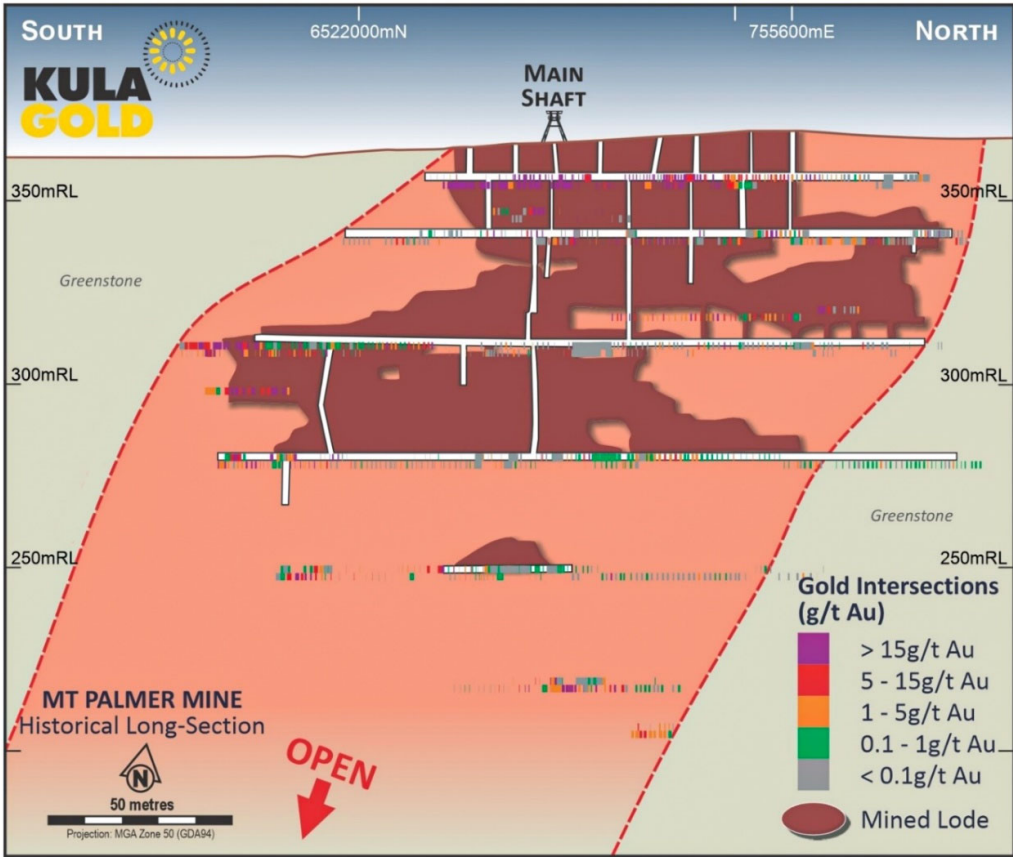 SOUTH
6522000mN
755600mE
NORTH
KULA
GOLD
MAIN
SHAFT
350mRL
350mRL
Greenstone
300mRL
300mRL
Greenstone
250mRL
250mRL
Gold Intersections
(g/t Au)
> 15g/t Au
5 - 15g/t Au
1 - 5g/t Au
0.1 - 1g/t Au
< 0.1g/t Au
Mined Lode
MT PALMER MINE
Historical Long-Section
N
50 metres
Projection: MGA Zone 50 (GDA94)
OPEN